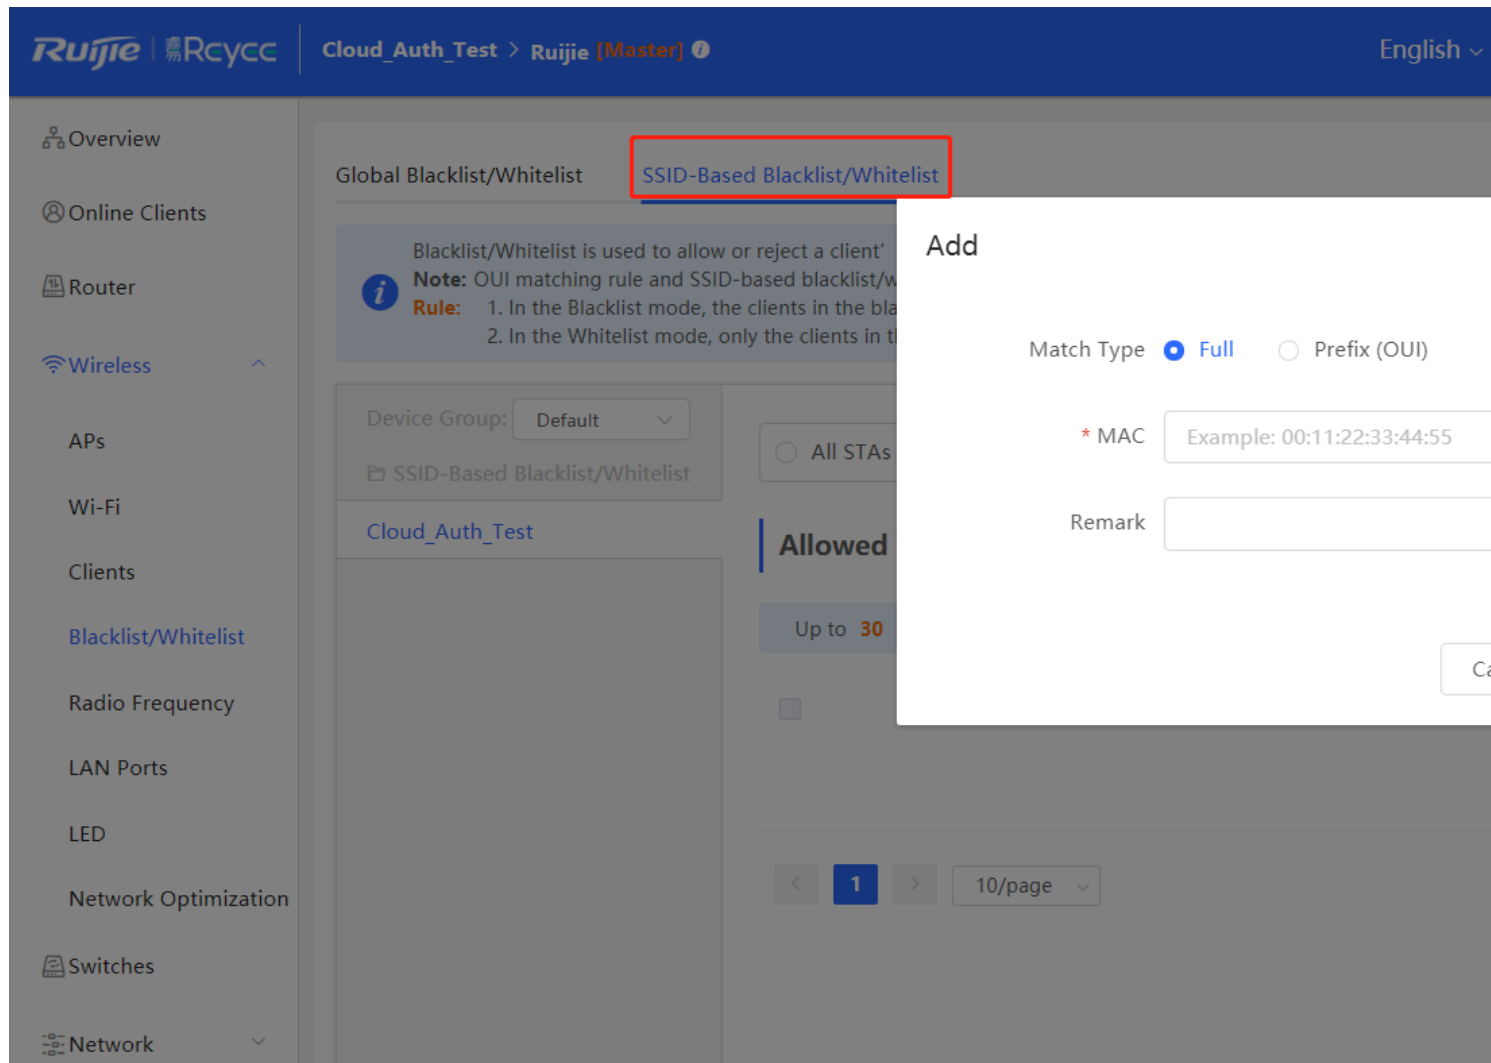 Ruijie | 睿易 Reyee
Cloud_Auth_Test > Ruijie [Master]
English
Overview
Online Clients
Router
Wireless
APs
Wi-Fi
Clients
Blacklist/Whitelist
Radio Frequency
LAN Ports
LED
Network Optimization
Switches
Network
Global Blacklist/Whitelist
SSID-Based Blacklist/Whitelist
Blacklist/Whitelist is used to allow or reject a client'
Note: OUI matching rule and SSID-based blacklist/w
Rule: 1. In the Blacklist mode, the clients in the bla
2. In the Whitelist mode, only the clients in t
Device Group: Default
SSID-Based Blacklist/Whitelist
Cloud_Auth_Test
All STAs
Allowed
Up to 30
1
10/page
Add
Match Type Full Prefix (OUI)
* MAC Example: 00:11:22:33:44:55
Remark
Ca